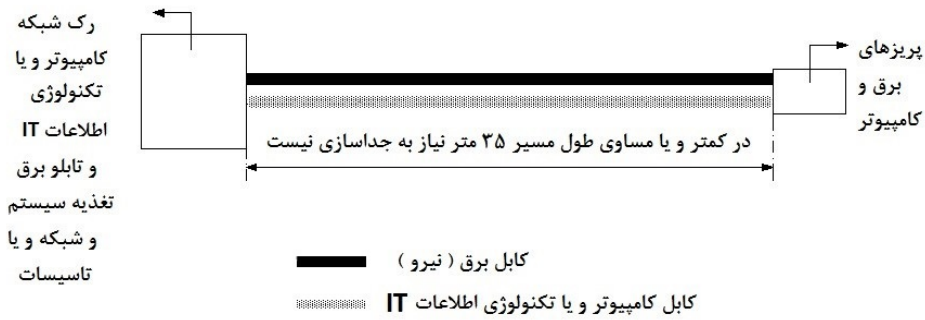 رک شبکه
کامپیوتر و یا
تکنولوژی
اطلاعات IT
و تابلو برق
تغذیه سیستم
و شبکه و یا
تاسیسات
پریزهای
برق و
کامپیوتر
در کمتر و یا مساوی طول مسیر ۳۵ متر نیاز به جداسازی نیست
کابل برق ( نیرو )
کابل کامپیوتر و یا تکنولوژی اطلاعات IT